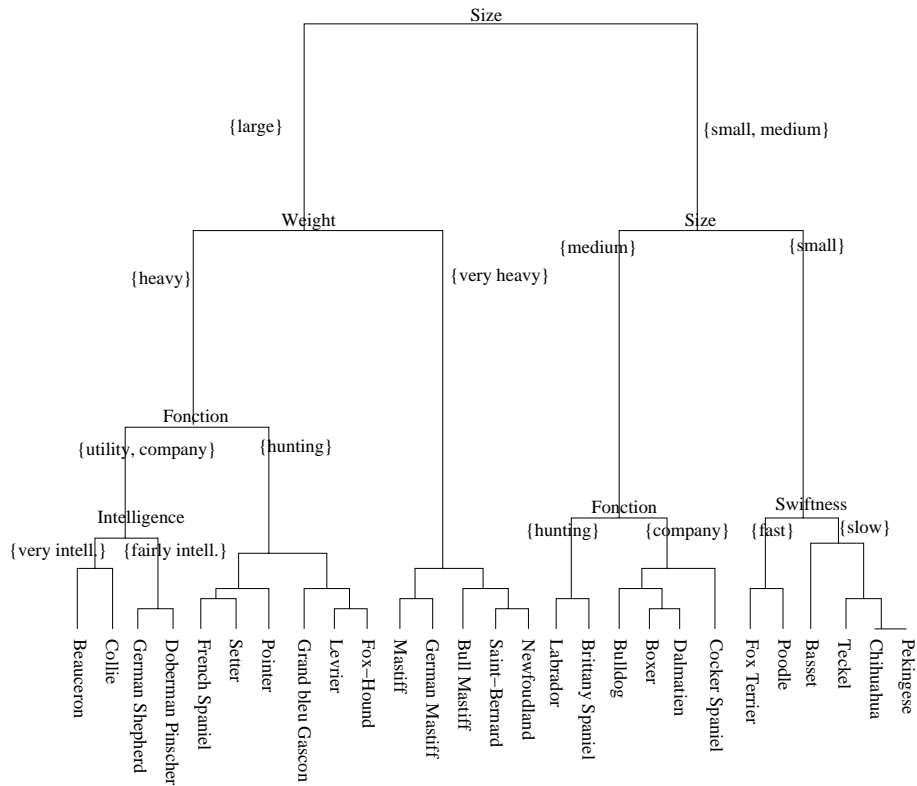 Size
{large}
{small, medium}
Weight
Size
{heavy}
{very heavy}
{medium}
{small}
Fonction
{utility, company}
{hunting}
Intelligence
{very intell.}
{fairly intell.}
Fonction
{hunting}
{company}
Swiftness
{fast}
{slow}
Beauceron
Collie
German Shepherd
Doberman Pinscher
French Spaniel
Setter
Pointer
Grand bleu Gascon
Levrier
Fox−Hound
Mastiff
German Mastiff
Bull Mastiff
Saint−Bernard
Newfoundland
Labrador
Brittany Spaniel
Bulldog
Boxer
Dalmatien
Cocker Spaniel
Fox Terrier
Poodle
Basset
Teckel
Chihuahua
Pekingese